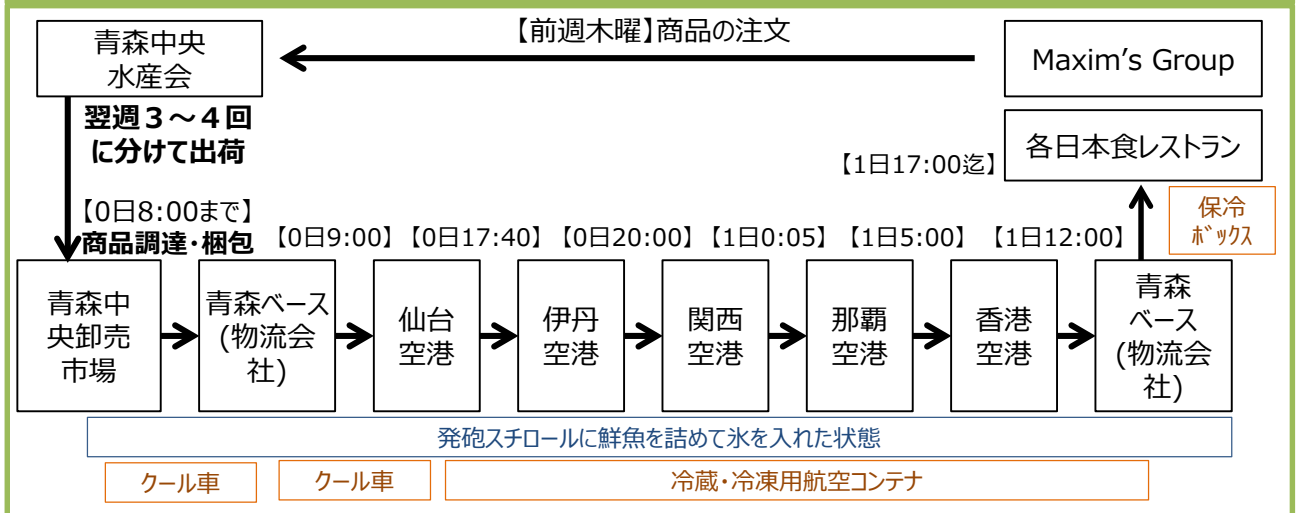 青森中央
水産会
【前週木曜】商品の注文
Maxim's Group
翌週３～４回
に分けて出荷
各日本食レストラン
【1日17:00迄】
【0日8:00まで】
商品調達・梱包
【0日9:00】
【0日17:40】
【0日20:00】
【1日0:05】
【1日5:00】
【1日12:00】
保冷
ﾎﾞｯｸｽ
青森中
央卸売
市場
青森ベース
(物流会
社)
仙台
空港
伊丹
空港
関西
空港
那覇
空港
香港
空港
青森
ベース
(物流会
社)
発砲スチロールに鮮魚を詰めて氷を入れた状態
クール車
クール車
冷蔵・冷凍用航空コンテナ